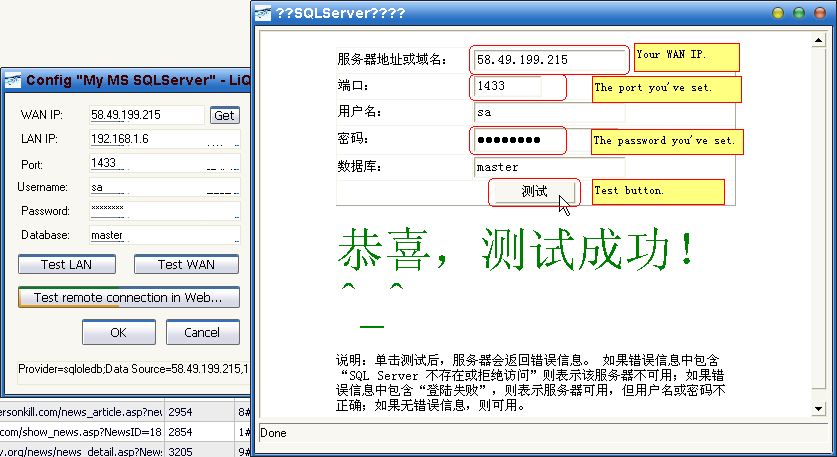 ??SQLServer????
服务器地址或域名: 58.49.199.215 Your WAN IP.
端口: 1433 The port you've set.
用户名: sa
密码: ●●●●●●●● The password you've set.
数据库: master
测试 Test button.
恭喜，测试成功!
^_^
说明: 单击测试后，服务器会返回错误信息。 如果错误信息中包含
“SQL Server 不存在或拒绝访问”则表示该服务器不可用; 如果错
误信息中包含“登陆失败”，则表示服务器可用，但用户名或密码不
正确; 如果无错误信息，则可用。
Done
Config "My MS SQLServer" - LiQ
WAN IP: 58.49.199.215 Get
LAN IP: 192.168.1.6
Port: 1433
Username: sa
Password: ********
Database: master
Test LAN Test WAN
Test remote connection in Web...
OK Cancel
Provider=sqloledb;Data Source=58.49.199.215,1
ersonkill.com/news_article.asp?new 2954 8#
.com/show_news.asp?NewsID=18 2854 1#
y.org/news/news_detail.asp?New 3205 9#